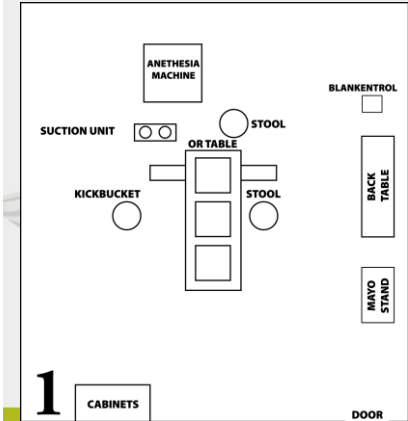 ANETHESIA
MACHINE
BLANKENTROL
SUCTION UNIT
STOOL
OR TABLE
KICKBUCKET
STOOL
BACK
TABLE
MAYO
STAND
1
CABINETS
DOOR